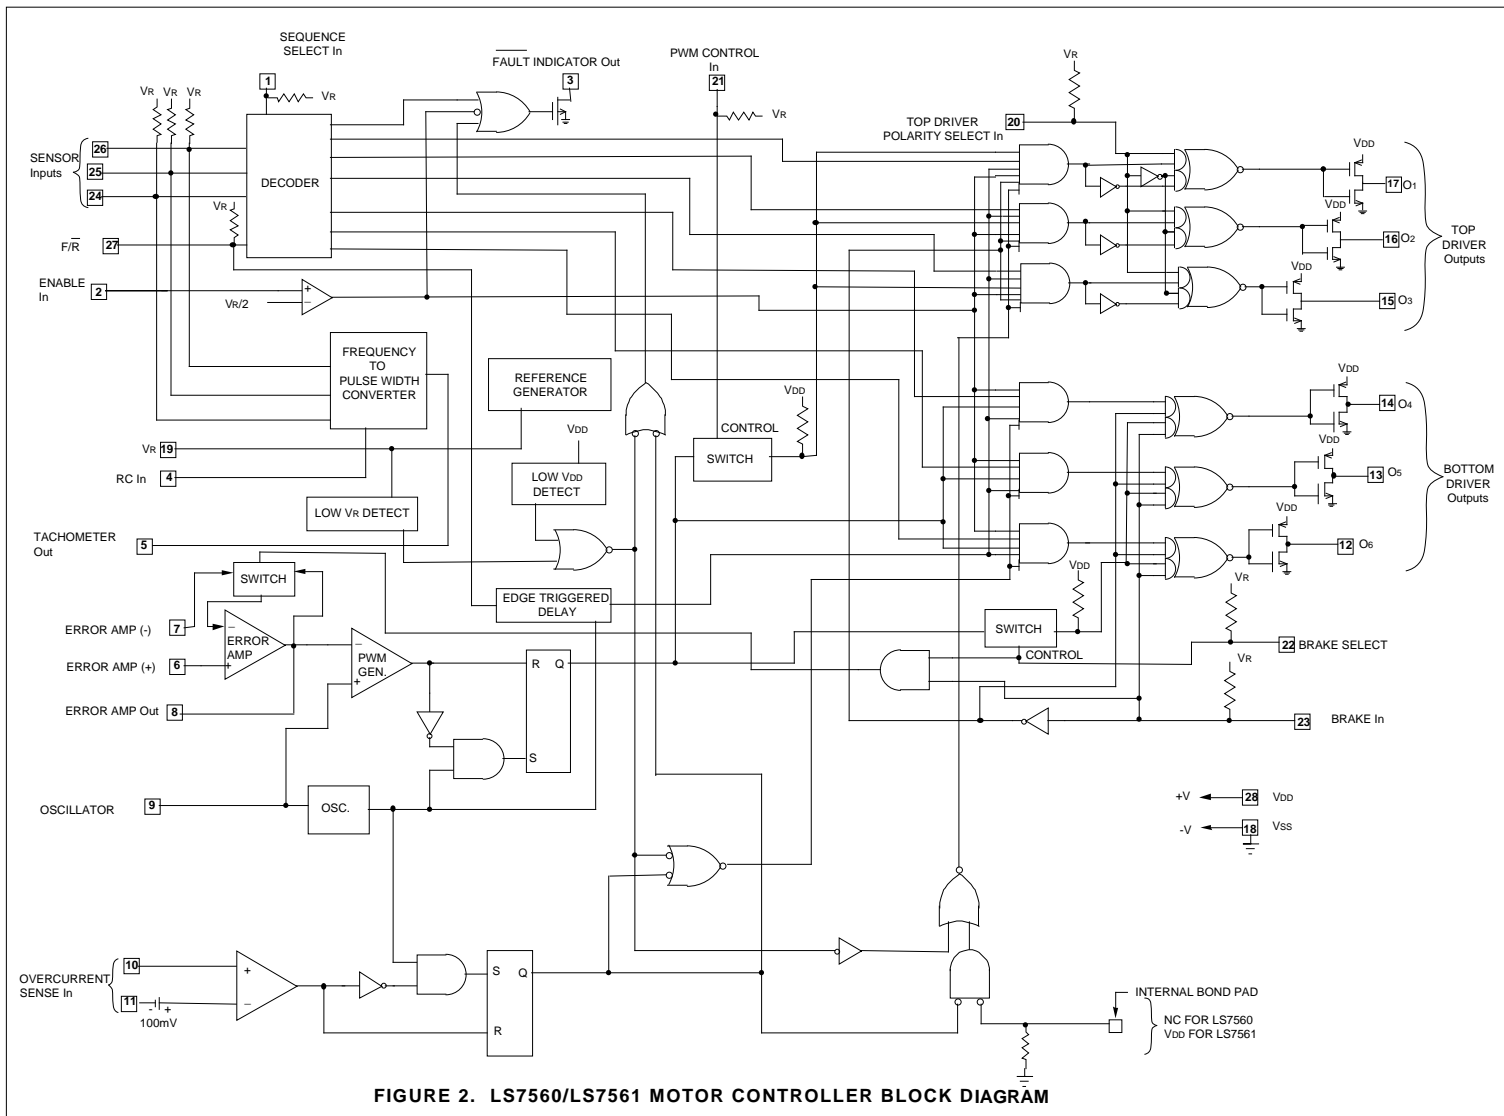 SEQUENCE
SELECT In
1
VR
FAULT INDICATOR Out
3
PWM CONTROL
In
21
VR
VR
VR
VR
VR
TOP DRIVER
POLARITY SELECT In
20
SENSOR
Inputs
26
25
24
DECODER
VR
F/R
27
ENABLE
In
2
VR/2
+
−
VDD
17
O1
VDD
16
O2
VDD
15
O3
TOP
DRIVER
Outputs
FREQUENCY
TO
PULSE WIDTH
CONVERTER
REFERENCE
GENERATOR
VDD
VR
19
RC In
4
VDD
CONTROL
SWITCH
LOW VDD
DETECT
LOW VR DETECT
VDD
14
O4
VDD
13
O5
VDD
12
O6
BOTTOM
DRIVER
Outputs
TACHOMETER
Out
5
SWITCH
EDGE TRIGGERED
DELAY
VDD
SWITCH
CONTROL
VR
22
BRAKE SELECT
VR
23
BRAKE In
ERROR AMP (-)
7
ERROR AMP (+)
6
−
ERROR
AMP
+
−
PWM
GEN.
+
R
Q
S
ERROR AMP Out
8
OSCILLATOR
9
OSC.
+V
28
VDD
-V
18
VSS
OVERCURRENT
SENSE In
10
11
-
+
100mV
+
−
S
Q
R
INTERNAL BOND PAD
NC FOR LS7560
VDD FOR LS7561
FIGURE 2. LS7560/LS7561 MOTOR CONTROLLER BLOCK DIAGRAM